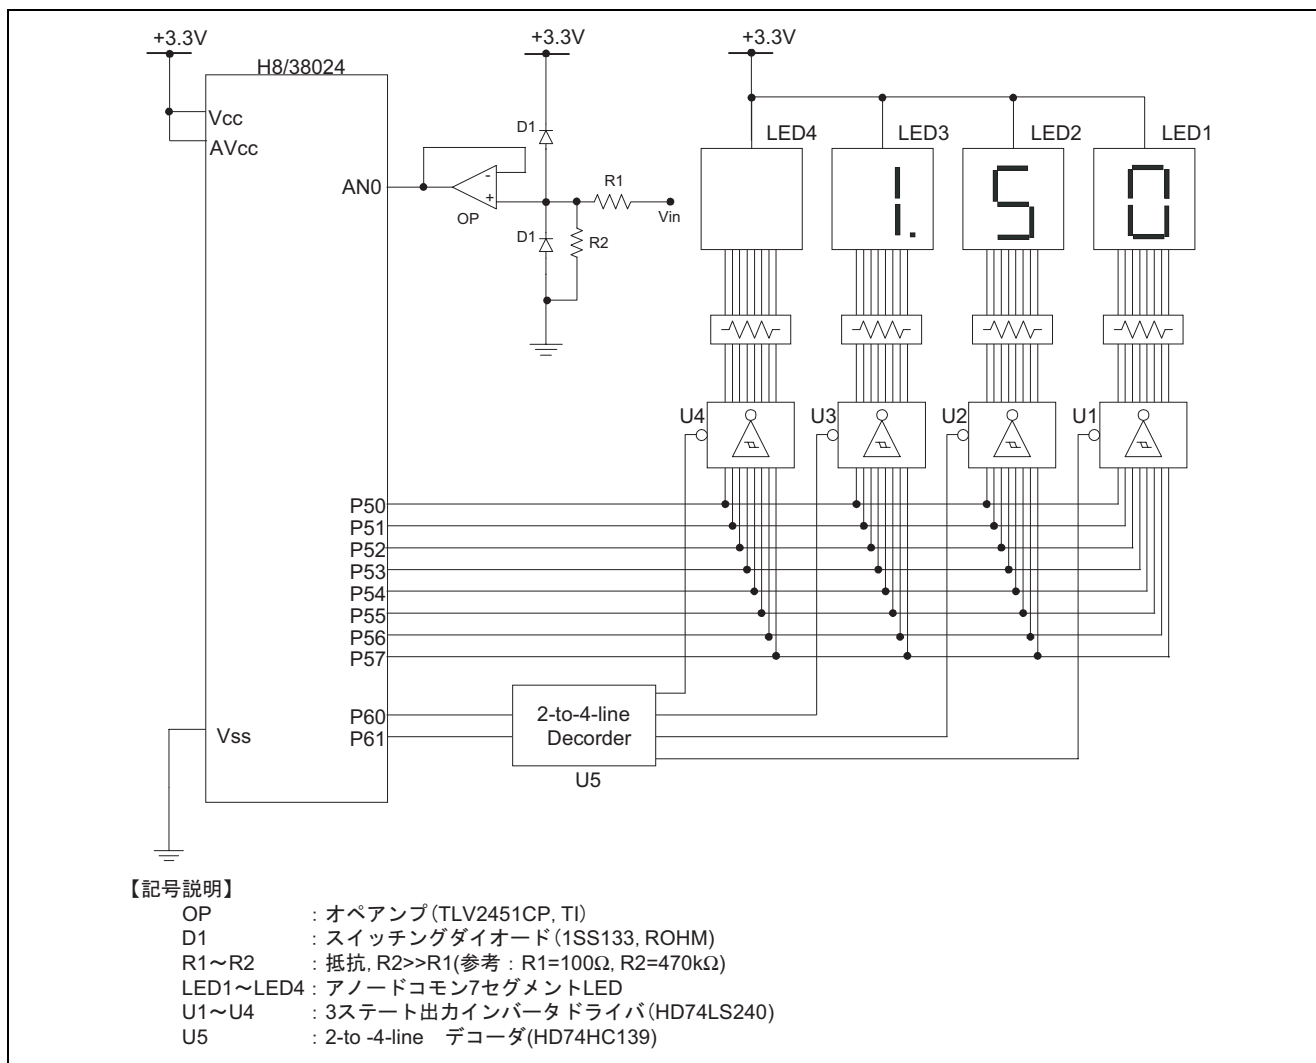 +3.3V
+3.3V
+3.3V
H8/38024
Vcc
AVcc
D1
LED4
LED3
LED2
LED1
AN0
-
+
OP
R1
Vin
D1
R2
1.
5
0
U4
U3
U2
U1
P50
P51
P52
P53
P54
P55
P56
P57
P60
P61
2-to-4-line
Decorder
U5
Vss
【記号説明】
OP : オペアンプ(TLV2451CP, TI)
D1 : スイッチングダイオード(1SS133, ROHM)
R1～R2 : 抵抗, R2>>R1(参考：R1=100Ω, R2=470kΩ)
LED1～LED4 : アノードコモン7セグメントLED
U1～U4 : 3ステート出力インバータドライバ(HD74LS240)
U5 : 2-to -4-line　デコーダ(HD74HC139)